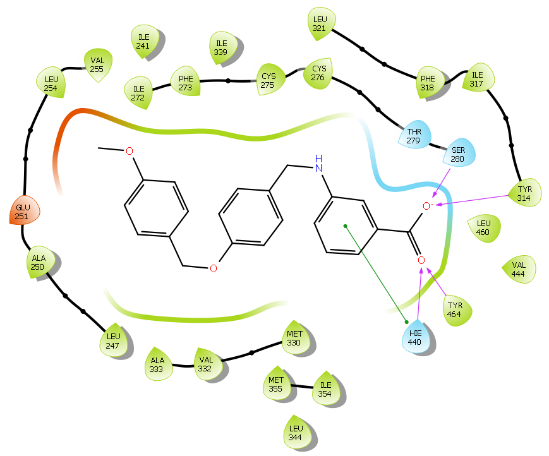 LEU
321
ILE
241
ILE
339
VAL
255
LEU
254
ILE
272
PHE
273
CYS
275
CYS
276
PHE
318
ILE
317
THR
279
SER
280
TYR
314
O
H
N
O-
O
O
GLU
251
LEU
460
VAL
444
ALA
250
TYR
464
HIE
440
LEU
247
ALA
333
VAL
332
MET
330
MET
355
ILE
354
LEU
344